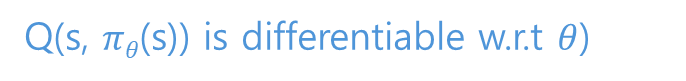 Q(s, π_θ(s)) is differentiable w.r.t θ)